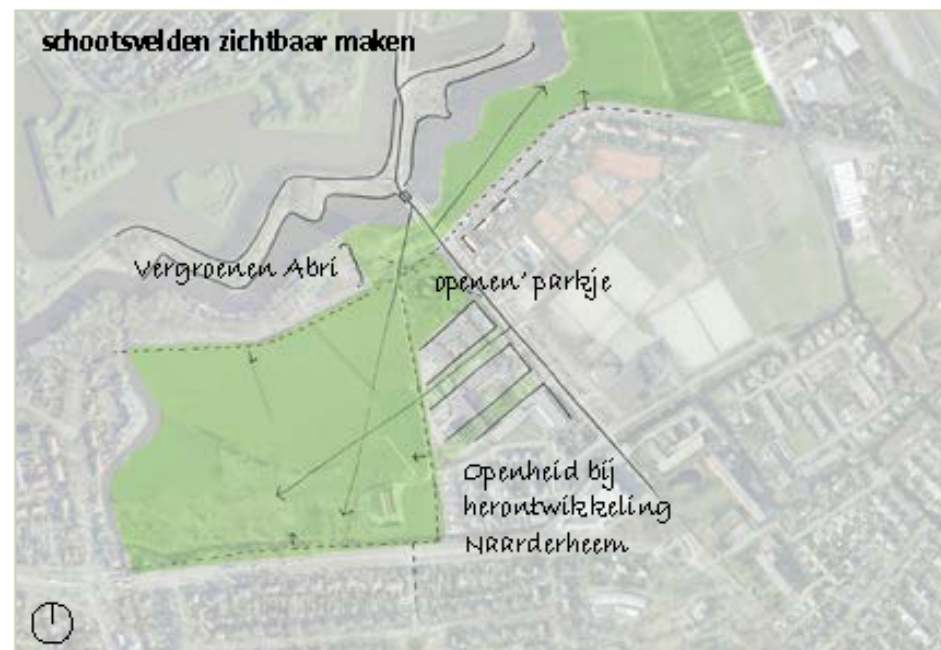 schootsvelden zichtbaar maken
Vergroenen Abri
'openen' parkje
Openheid bij
herontwikkeling
Naarderheem